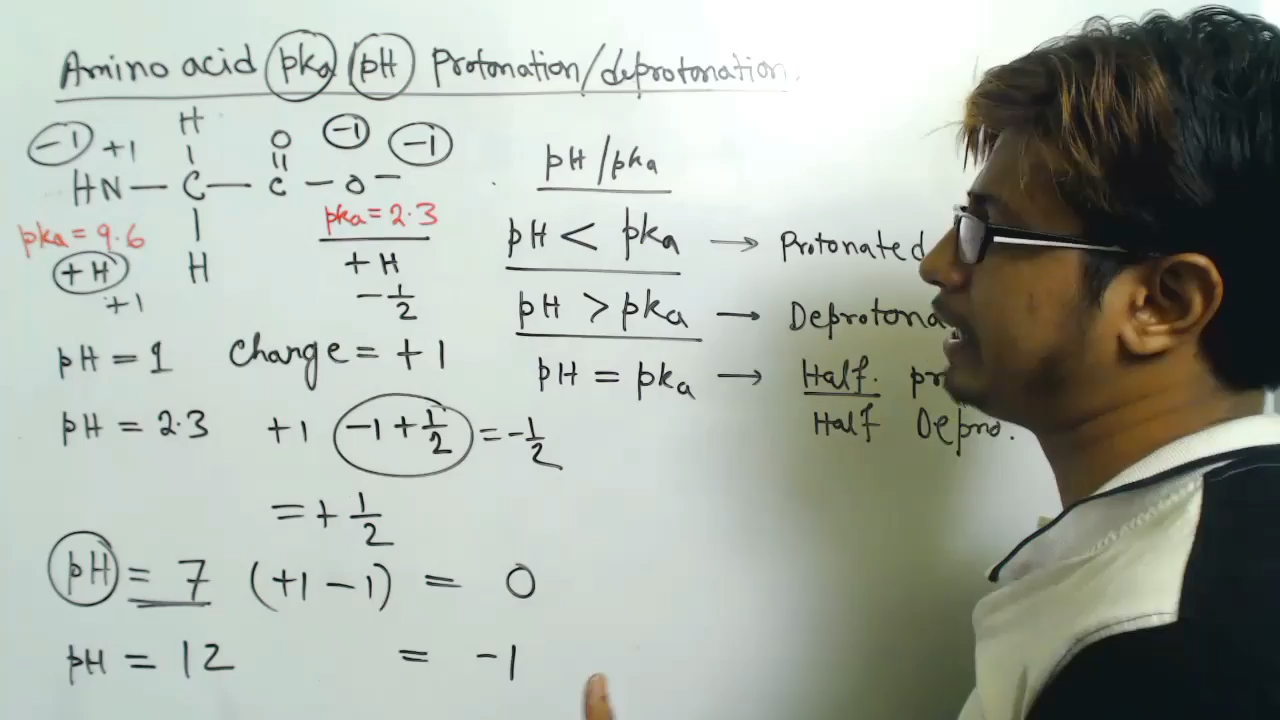 Amino acid pka pH Protonation/deprotonation.
-1 +1 H O -1 -1
HN — C — C — O —
pka = 9.6 H pka = 2.3
+H +H
+1 -1/2
pH = 1 Charge = +1
pH = 2.3 +1 -1+1/2 = -1/2
= +1/2
pH = 7 (+1-1) = 0
pH = 12 = -1
pH/pka
pH < pka → Protonated
pH > pka →
pH = pka → Half.
Half Depro.